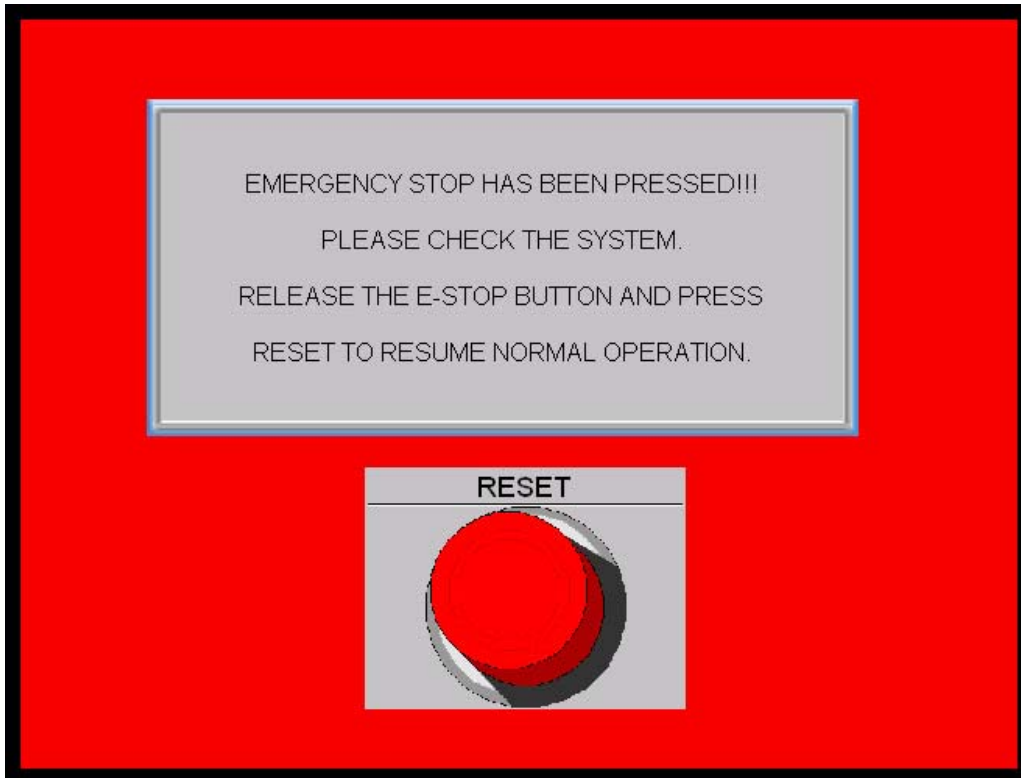 EMERGENCY STOP HAS BEEN PRESSED!!!
PLEASE CHECK THE SYSTEM.
RELEASE THE E-STOP BUTTON AND PRESS
RESET TO RESUME NORMAL OPERATION.
RESET